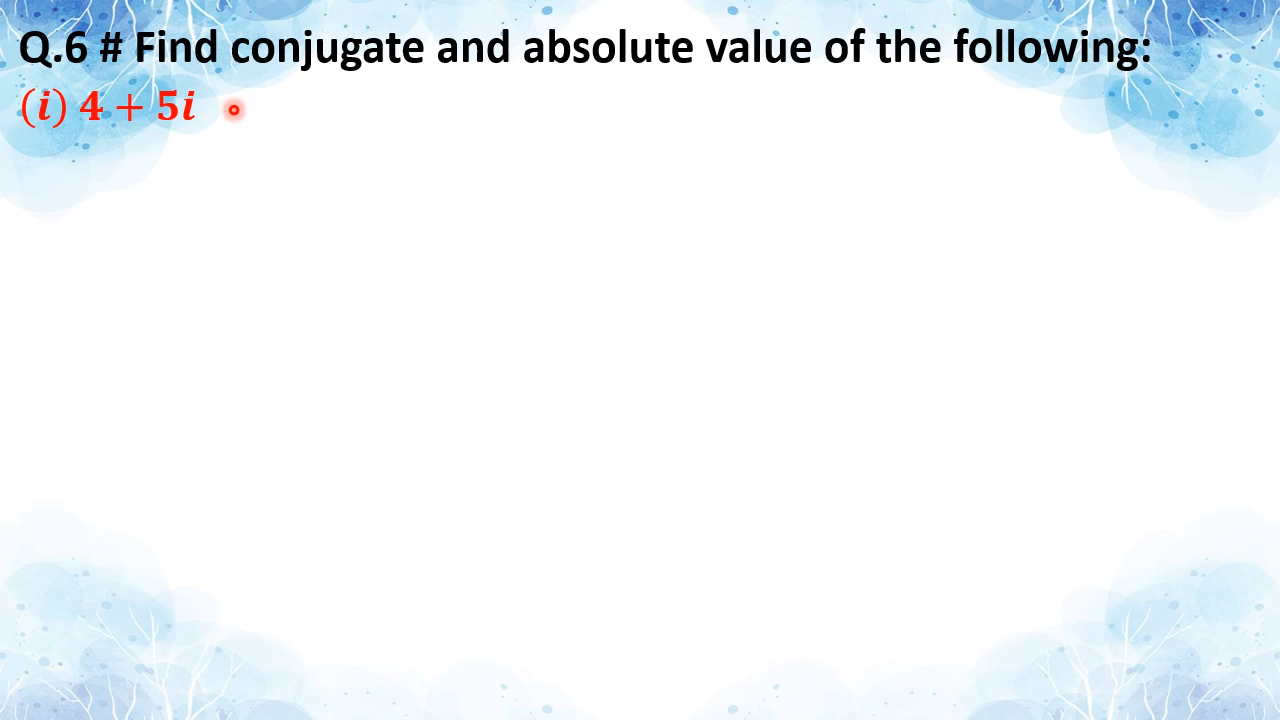 Q.6 # Find conjugate and absolute value of the following:
(i) 4 + 5i